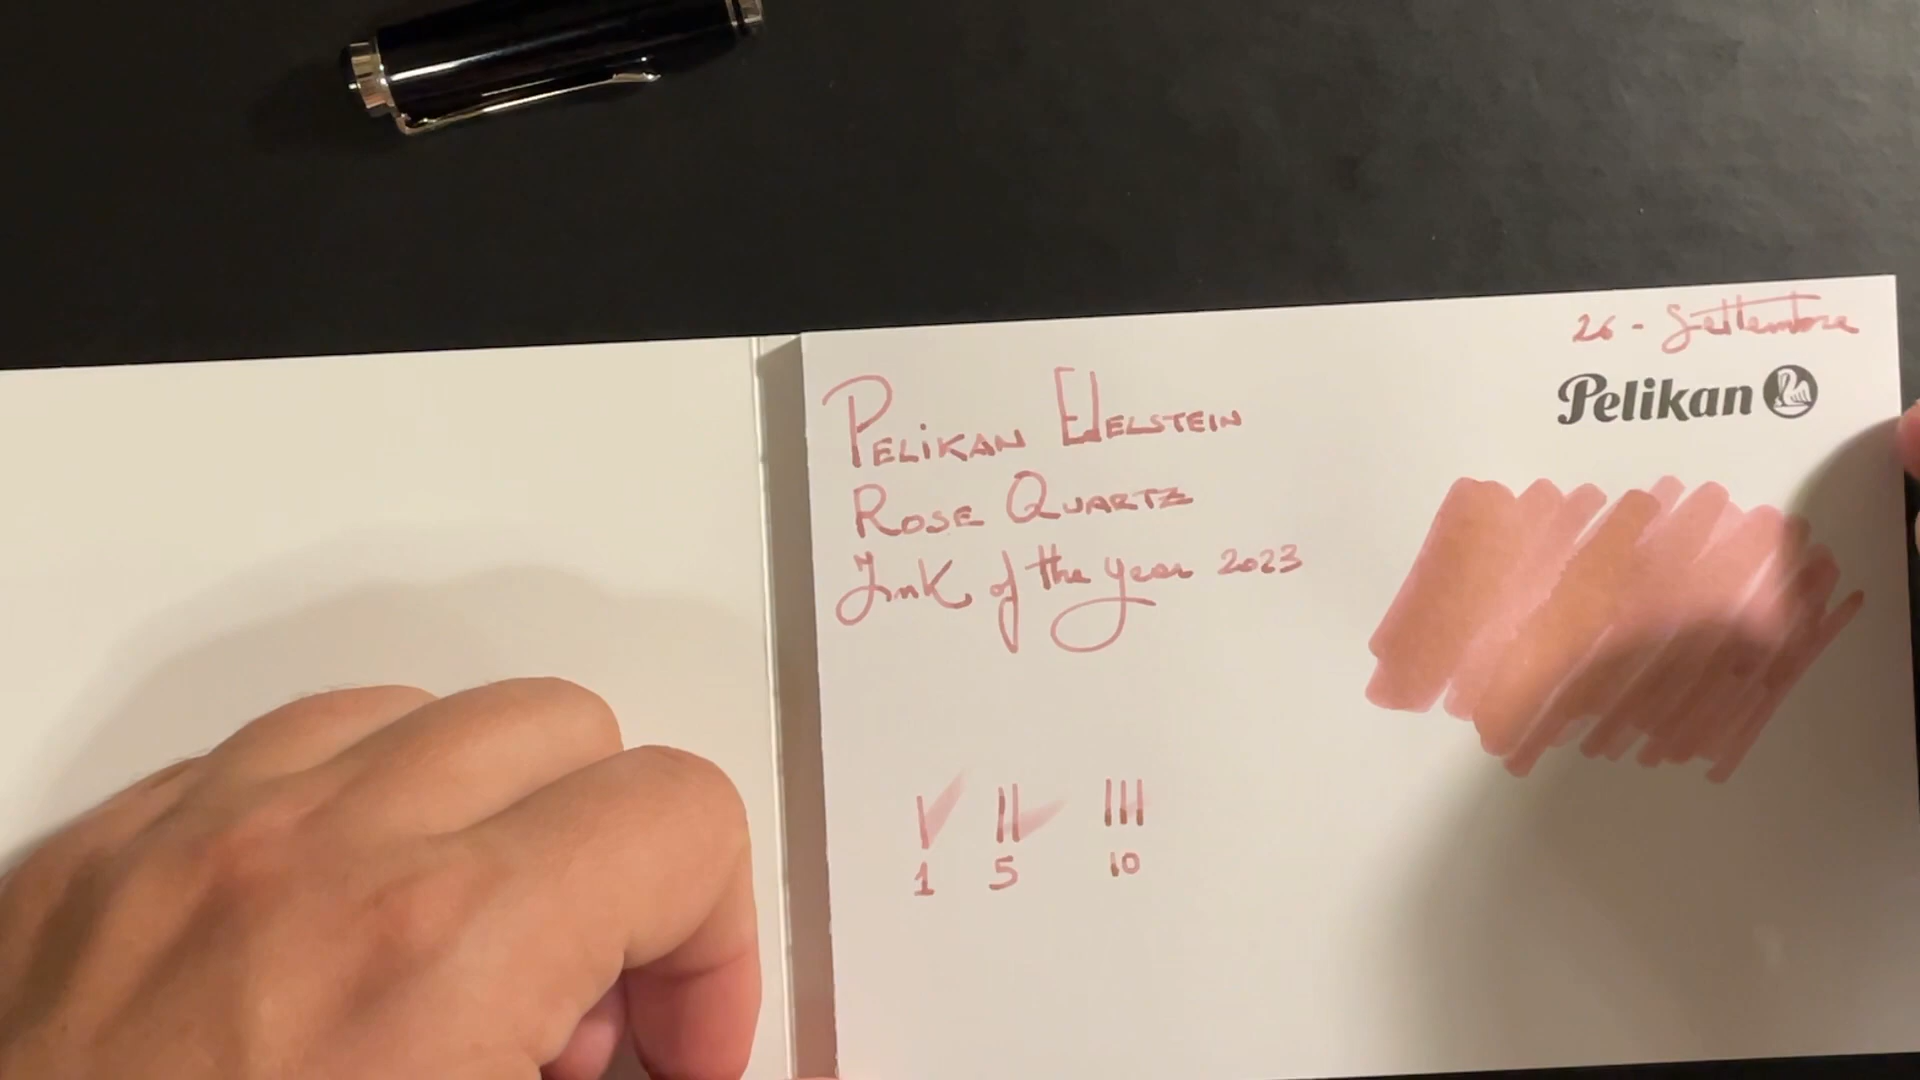 26 - Settembre
Pelikan
PELiKAN EdELSTEIN
ROSE QUARTZ
Ink of the year 2023
1 5 10